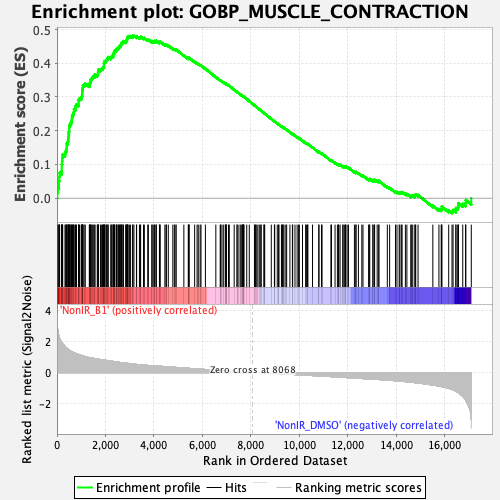 Enrichment plot: GOBP_MUSCLE_CONTRACTION
Enrichment score (ES)
0.5
0.4
0.3
0.2
0.1
0.0
'NonIR_B1' (positively correlated)
Ranked list metric (Signal2Noise)
4
2
0
-2
Zero cross at 8068
'NonIR_DMSO' (negatively correlated)
0
2,000
4,000
6,000
8,000
10,000
12,000
14,000
16,000
Rank in Ordered Dataset
Enrichment profile
Hits
Ranking metric scores